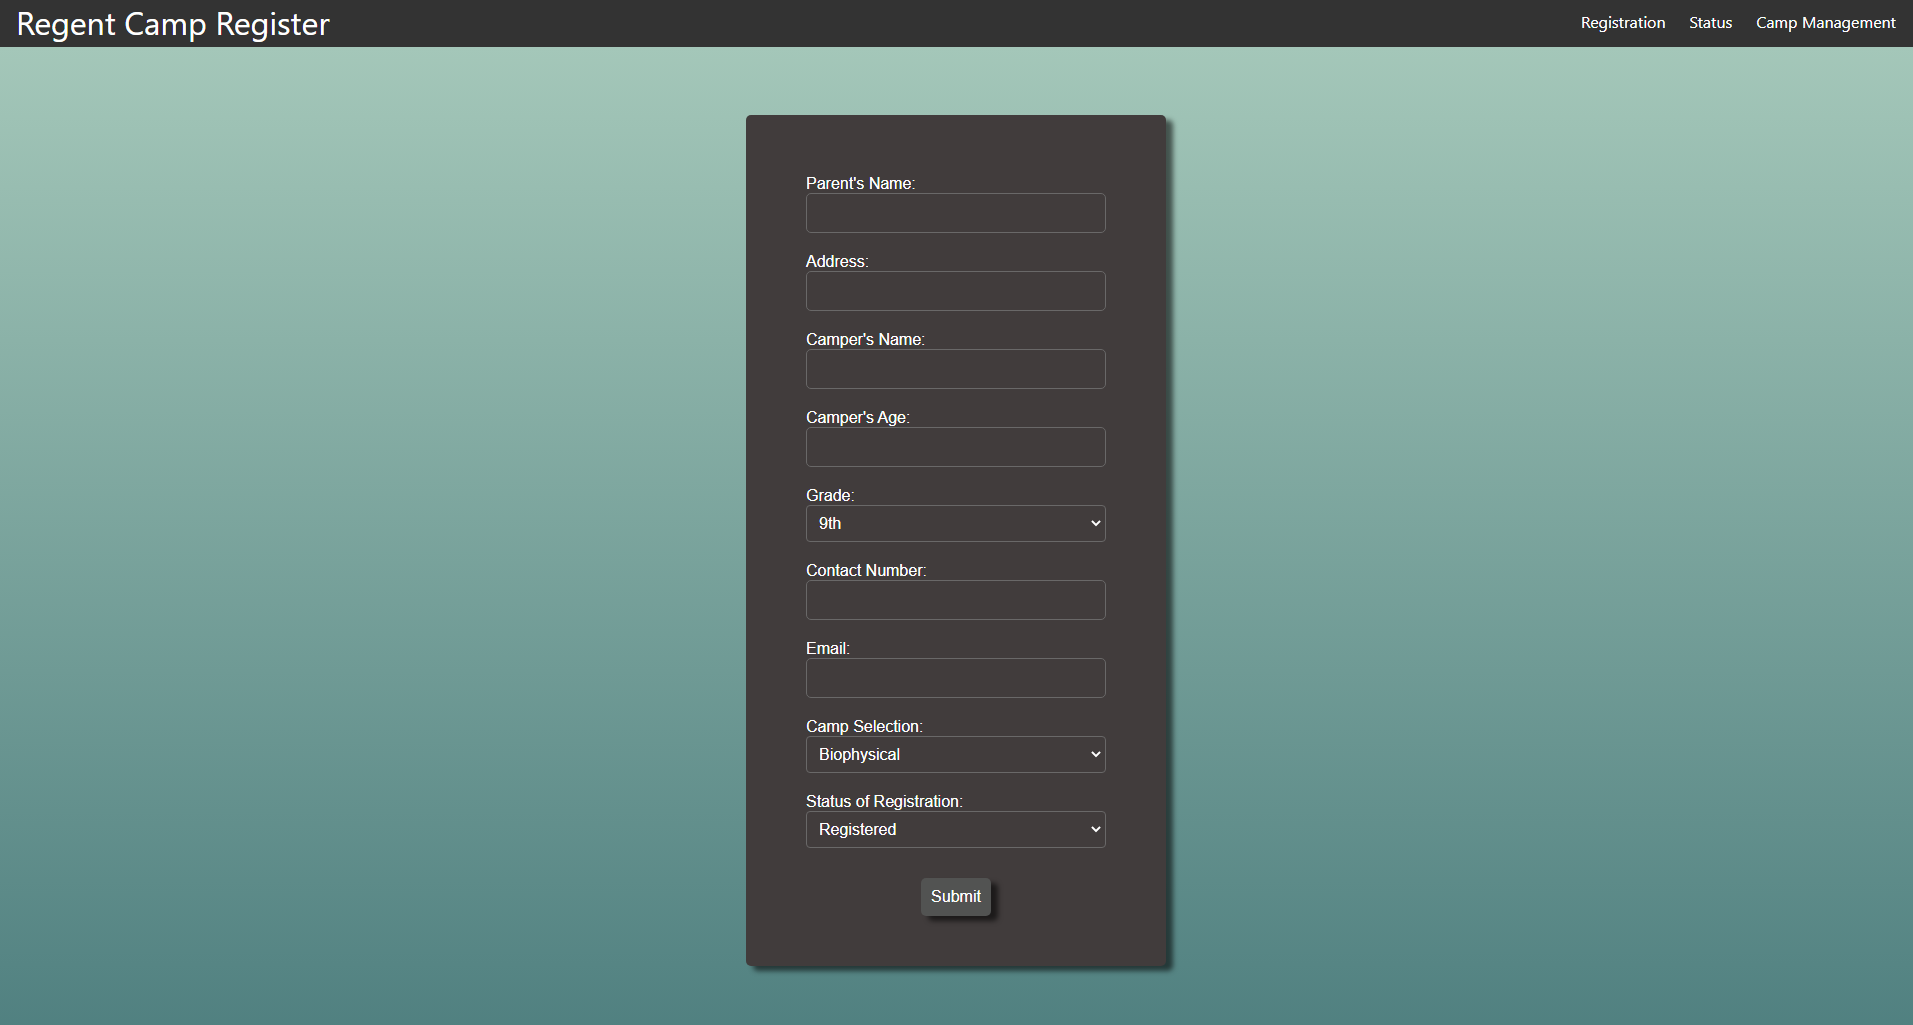 Regent Camp Register
Registration Status Camp Management
Parent's Name:
Address:
Camper's Name:
Camper's Age:
Grade:
9th
Contact Number:
Email:
Camp Selection:
Biophysical
Status of Registration:
Registered
Submit